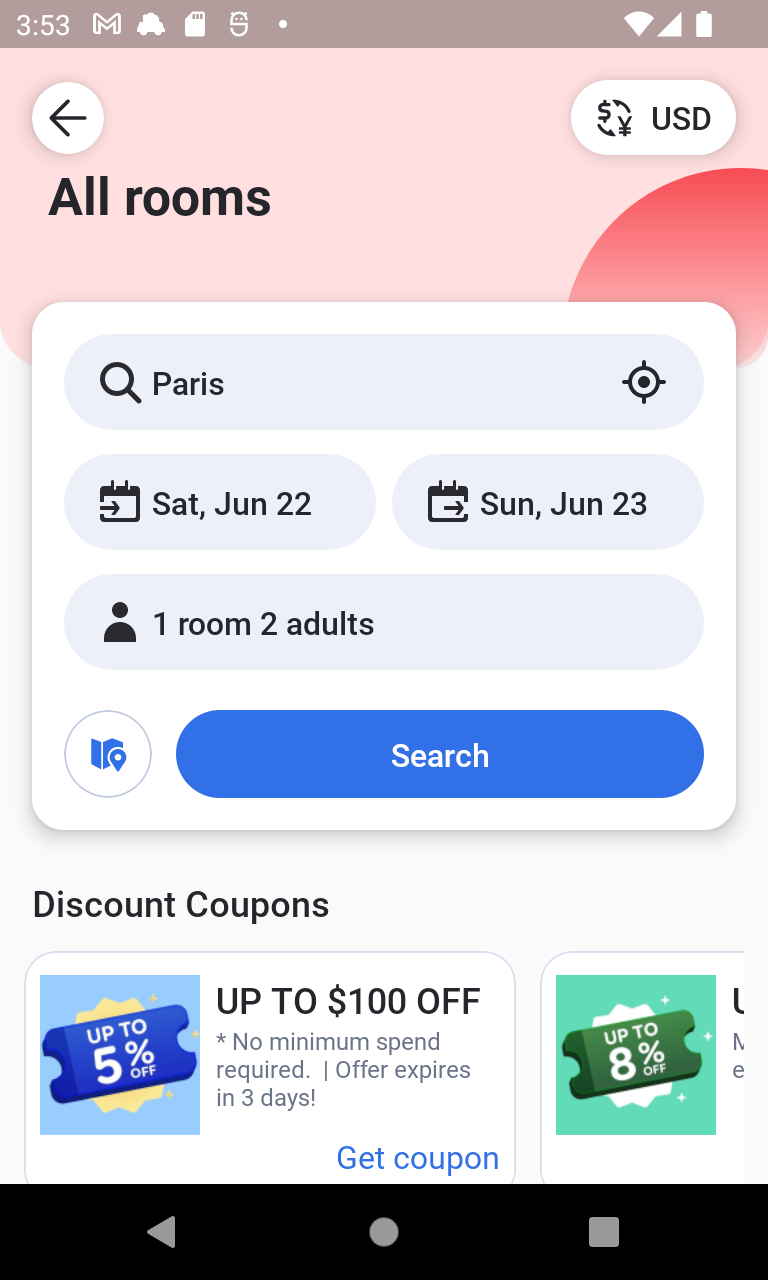 3:53
USD
All rooms
Paris
Sat, Jun 22
Sun, Jun 23
1 room 2 adults
Search
Discount Coupons
UP TO
5%
OFF
UP TO $100 OFF
* No minimum spend
required.  | Offer expires
in 3 days!
Get coupon
UP TO
8%
OFF